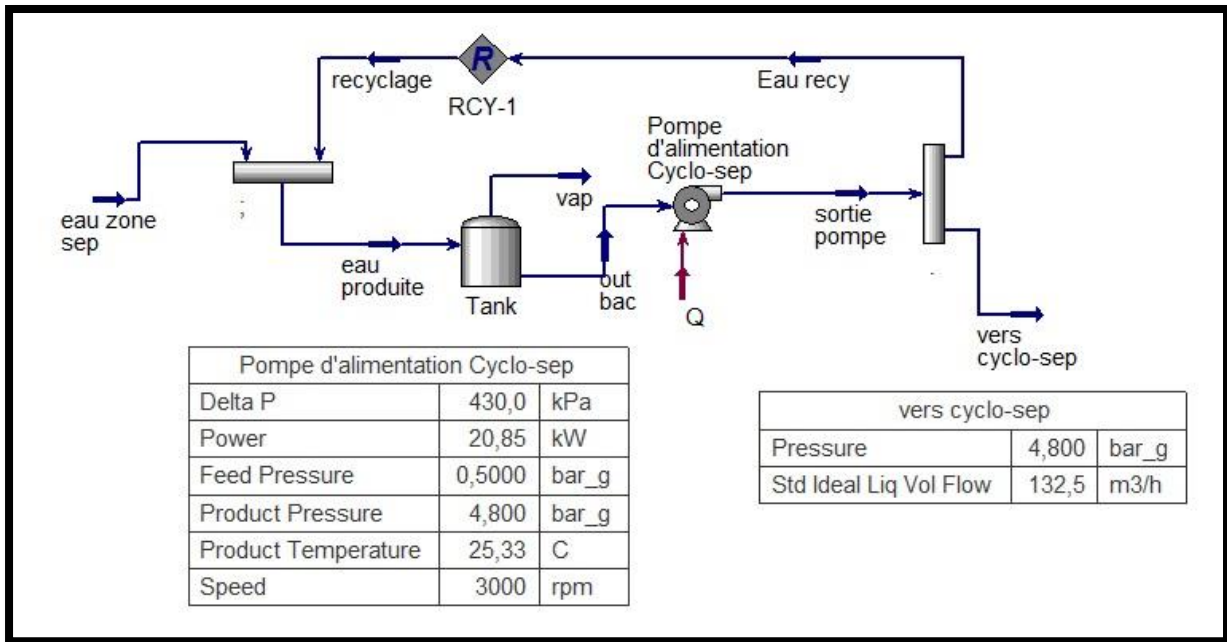 R
recyclage
RCY-1
Eau recy
Pompe
d'alimentation
Cyclo-sep
eau zone
sep
;
vap
sortie
pompe
eau
produite
Tank
out
bac
Q
.
vers
cyclo-sep
Pompe d'alimentation Cyclo-sep
Delta P 430,0 kPa
Power 20,85 kW
Feed Pressure 0,5000 bar_g
Product Pressure 4,800 bar_g
Product Temperature 25,33 C
Speed 3000 rpm
vers cyclo-sep
Pressure 4,800 bar_g
Std Ideal Liq Vol Flow 132,5 m3/h